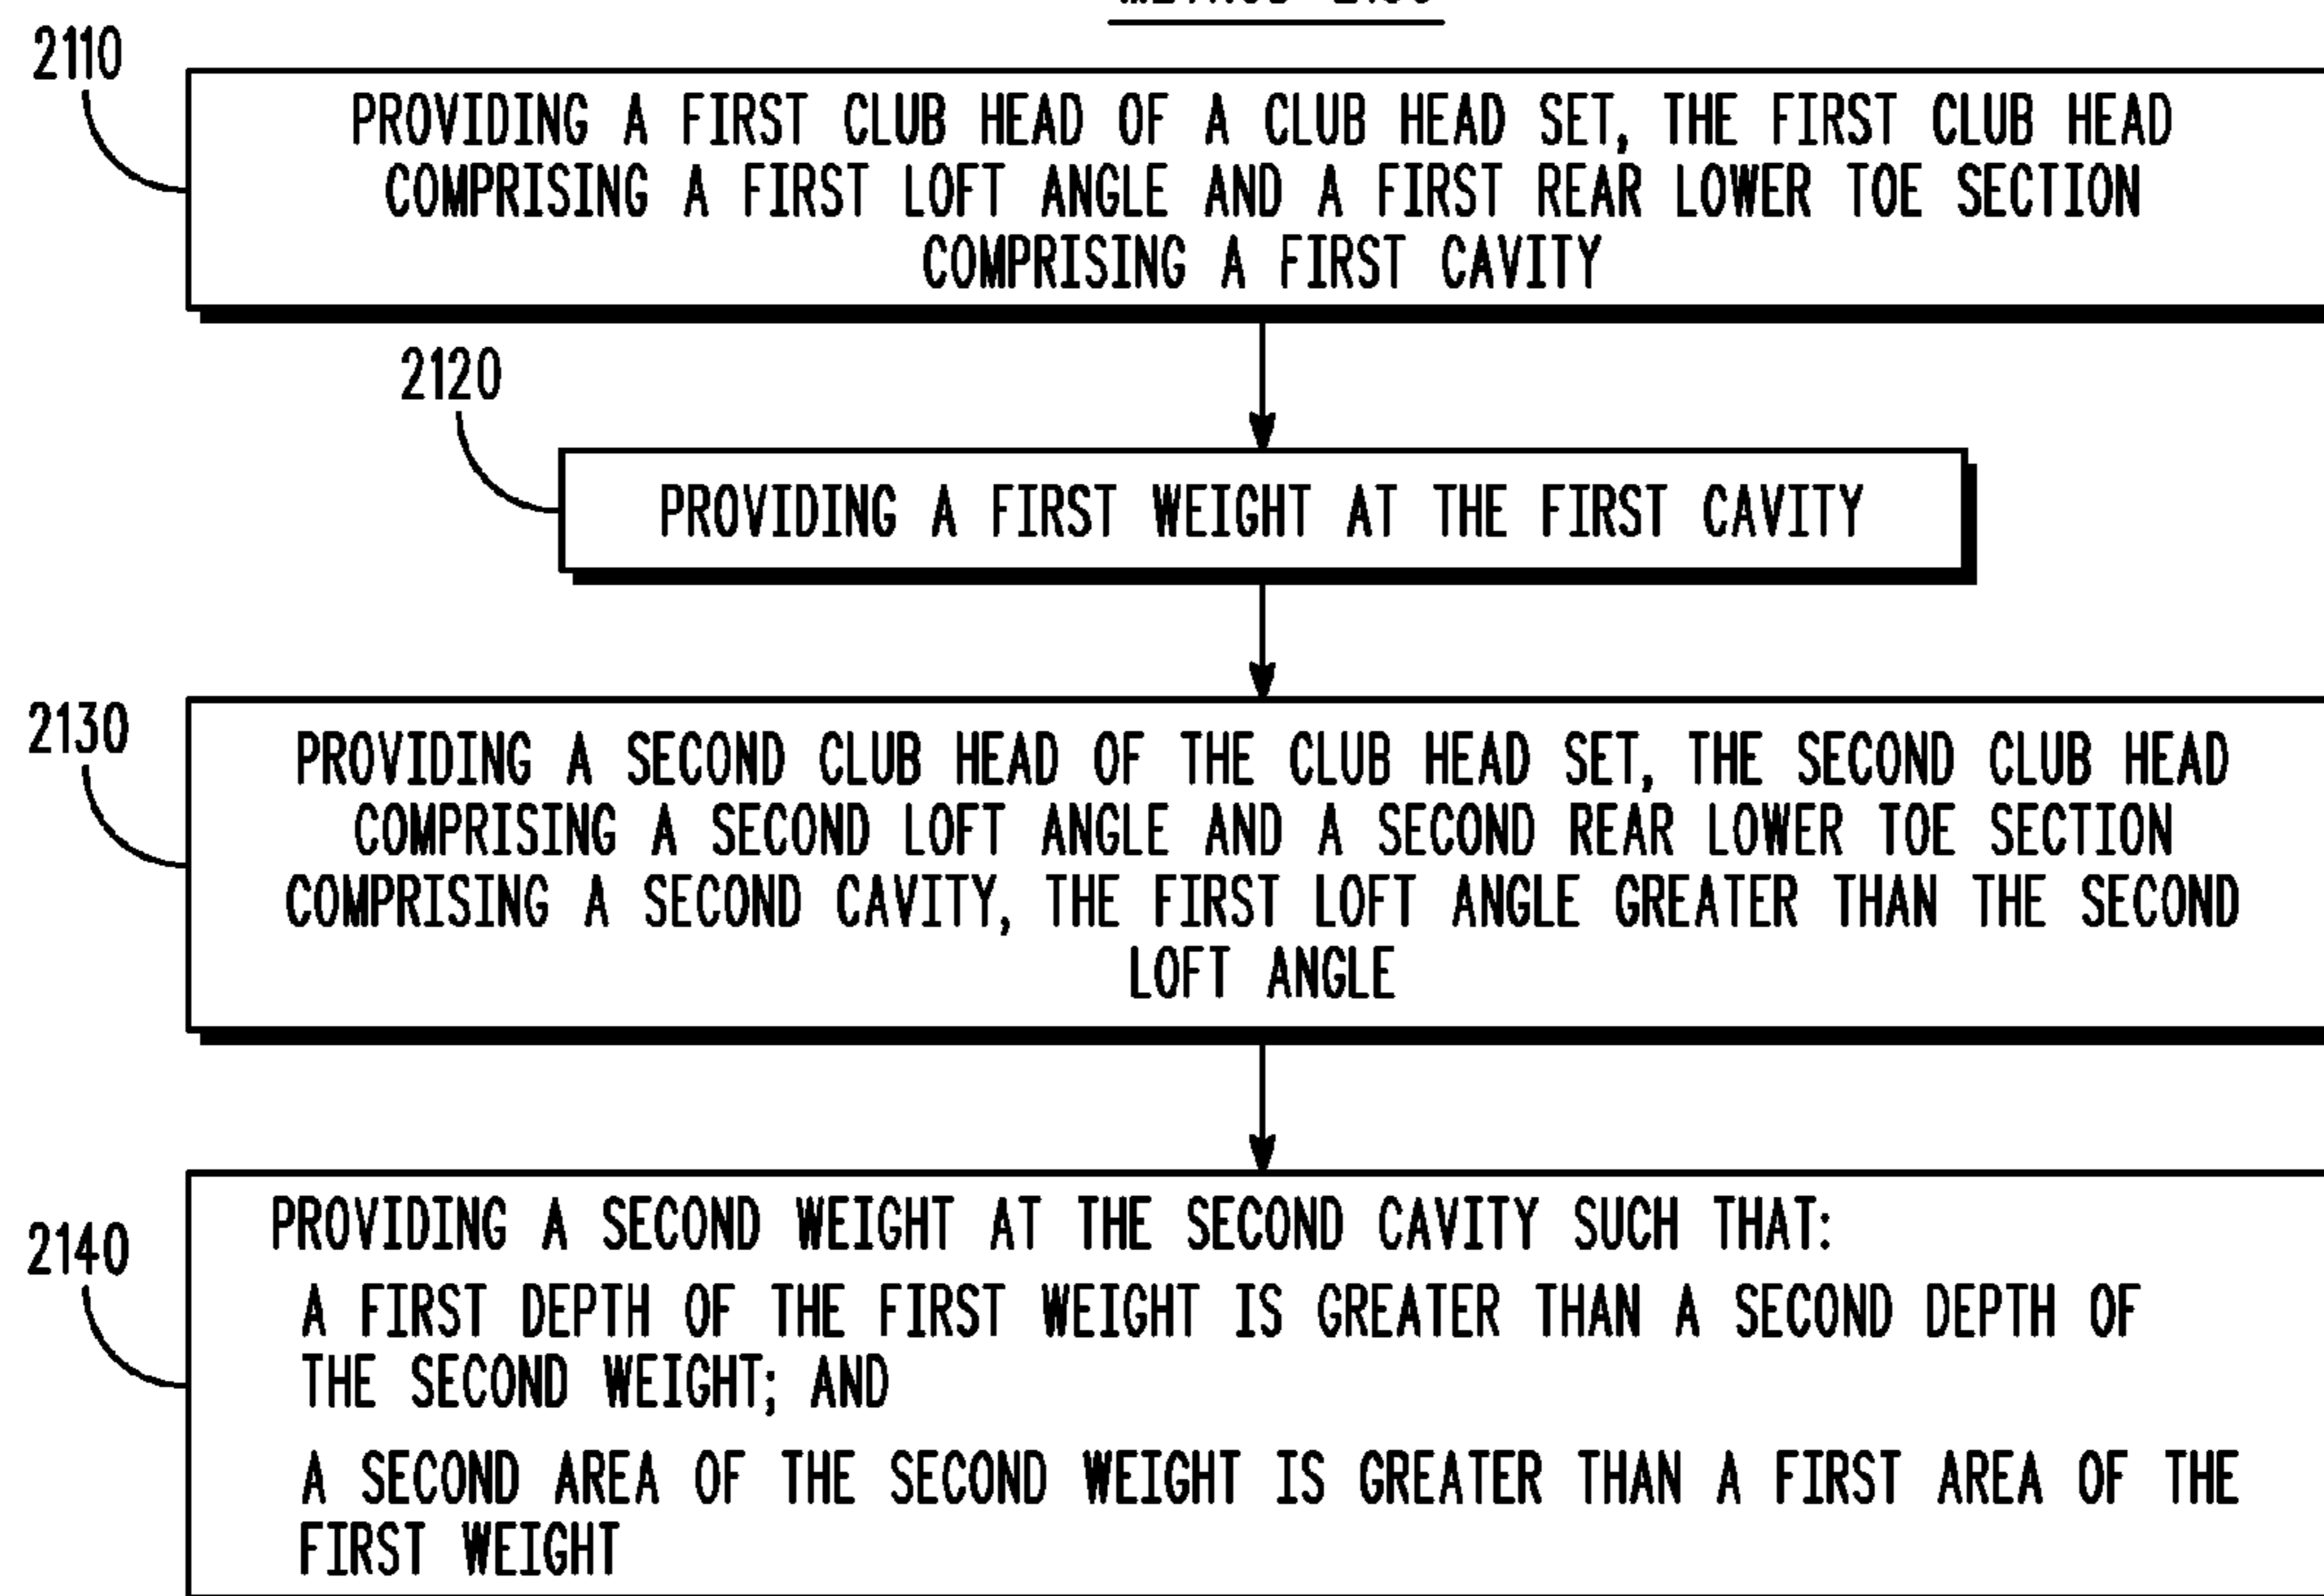 2110
PROVIDING A FIRST CLUB HEAD OF A CLUB HEAD SET, THE FIRST CLUB HEAD
COMPRISING A FIRST LOFT ANGLE AND A FIRST REAR LOWER TOE SECTION
COMPRISING A FIRST CAVITY
2120
PROVIDING A FIRST WEIGHT AT THE FIRST CAVITY
2130
PROVIDING A SECOND CLUB HEAD OF THE CLUB HEAD SET, THE SECOND CLUB HEAD
COMPRISING A SECOND LOFT ANGLE AND A SECOND REAR LOWER TOE SECTION
COMPRISING A SECOND CAVITY, THE FIRST LOFT ANGLE GREATER THAN THE SECOND
LOFT ANGLE
2140
PROVIDING A SECOND WEIGHT AT THE SECOND CAVITY SUCH THAT:
A FIRST DEPTH OF THE FIRST WEIGHT IS GREATER THAN A SECOND DEPTH OF
THE SECOND WEIGHT; AND
A SECOND AREA OF THE SECOND WEIGHT IS GREATER THAN A FIRST AREA OF THE
FIRST WEIGHT